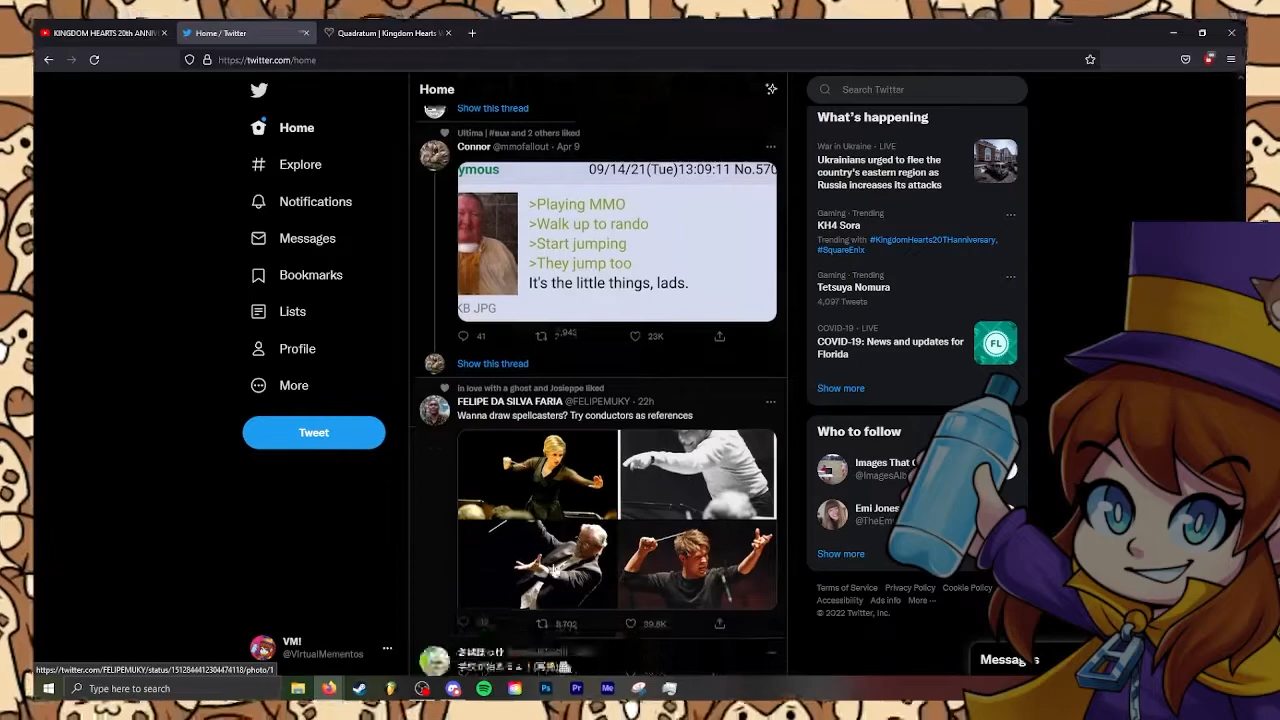 KINGDOM HEARTS 20th ANNIV
Home / Twitter
Quadratum | Kingdom Hearts W
https://twitter.com/home
Home
Explore
Notifications
Messages
Bookmarks
Lists
Profile
More
Tweet
VM!
@VirtualMementos
Home
Show this thread
Ultima | #BLM and 2 others liked
Connor @mmofallout · Apr 9
ymous 09/14/21(Tue)13:09:11 No.570
>Playing MMO
>Walk up to rando
>Start jumping
>They jump too
It's the little things, lads.
KB JPG
41
23K
Show this thread
in love with a ghost and Josieppe liked
FELIPE DA SILVA FARIA @FELIPEMUKY · 22h
Wanna draw spellcasters? Try conductors as references
8,702
39.8K
Search Twitter
What's happening
War in Ukraine · LIVE
Ukrainians urged to flee the
country's eastern region as
Russia increases its attacks
Gaming · Trending
KH4 Sora
Trending with #KingdomHearts20THanniversary,
#SquareEnix
Gaming · Trending
Tetsuya Nomura
4,097 Tweets
COVID-19 · LIVE
COVID-19: News and updates for
Florida
FL
Show more
Who to follow
Images That
@ImagesAlb
Emi Jones
@TheEm
Show more
Terms of Service Privacy Policy Cookie Policy
Accessibility Ads info More ···
© 2022 Twitter, Inc.
Messages
https://twitter.com/FELIPEMUKY/status/1512844412304474118/photo/1
Type here to search
Ps
Pr
Me